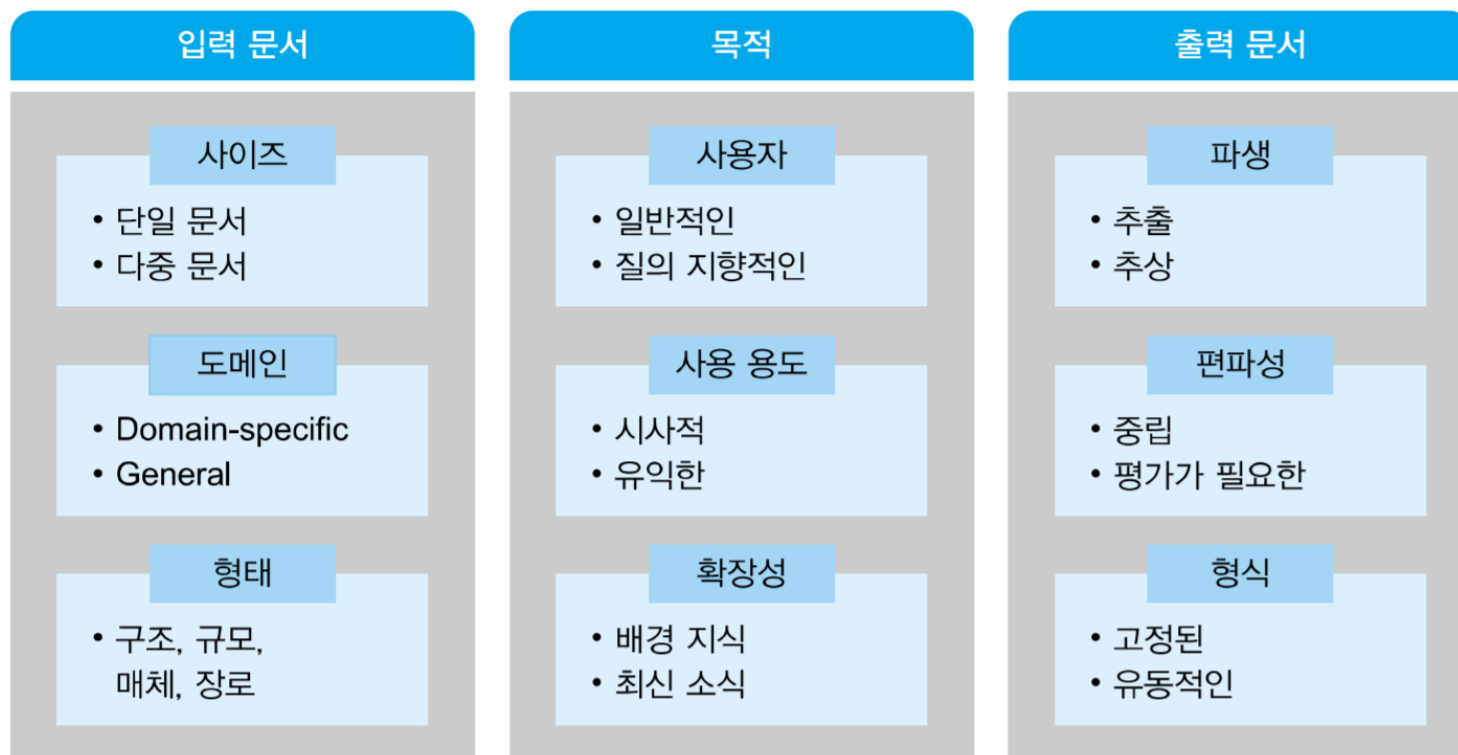 입력 문서
사이즈
• 단일 문서
• 다중 문서
도메인
• Domain-specific
• General
형태
• 구조, 규모,
매체, 장로
목적
사용자
• 일반적인
• 질의 지향적인
사용 용도
• 시사적
• 유익한
확장성
• 배경 지식
• 최신 소식
출력 문서
파생
• 추출
• 추상
편파성
• 중립
• 평가가 필요한
형식
• 고정된
• 유동적인